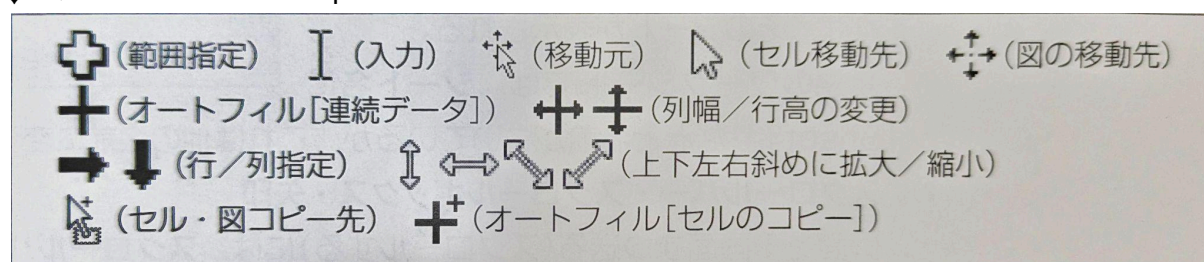 (範囲指定) (入力) (移動元) (セル移動先) (図の移動先)
(オートフィル[連続データ]) (列幅／行高の変更)
(行／列指定) (上下左右斜めに拡大／縮小)
(セル・図コピー先) (オートフィル[セルのコピー])